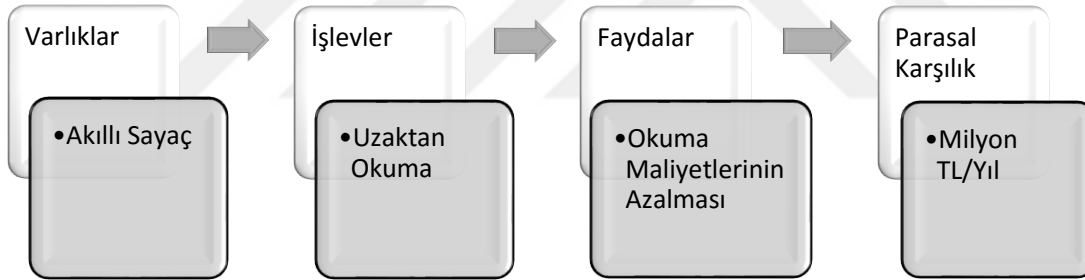 Varlıklar
•Akıllı Sayaç
İşlevler
•Uzaktan
Okuma
Faydalar
•Okuma
Maliyetlerinin
Azalması
Parasal
Karşılık
•Milyon
TL/Yıl